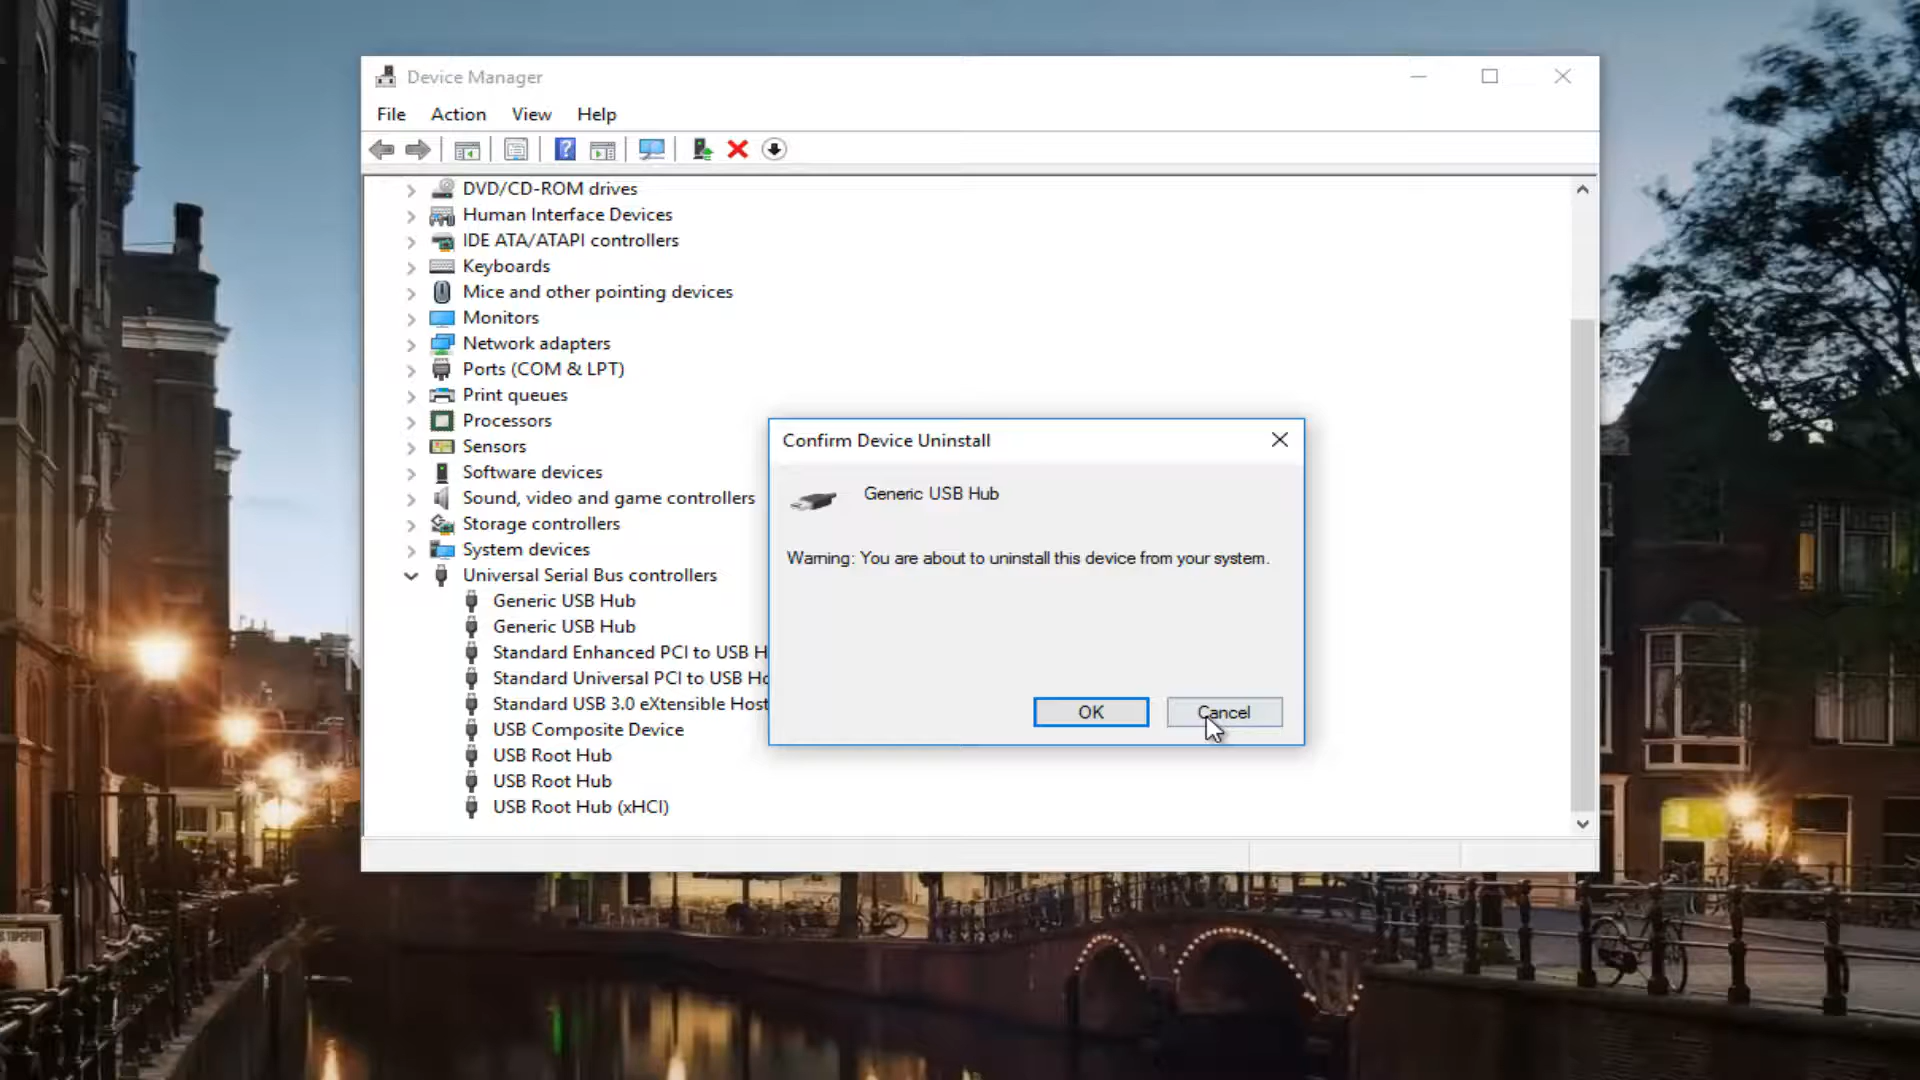 Device Manager
File Action View Help
DVD/CD-ROM drives
Human Interface Devices
IDE ATA/ATAPI controllers
Keyboards
Mice and other pointing devices
Monitors
Network adapters
Ports (COM & LPT)
Print queues
Processors
Sensors
Software devices
Sound, video and game controllers
Storage controllers
System devices
Universal Serial Bus controllers
Generic USB Hub
Generic USB Hub
Standard Enhanced PCI to USB H
Standard Universal PCI to USB Ho
Standard USB 3.0 eXtensible Host
USB Composite Device
USB Root Hub
USB Root Hub
USB Root Hub (xHCI)
Confirm Device Uninstall
Generic USB Hub
Warning: You are about to uninstall this device from your system.
OK Cancel